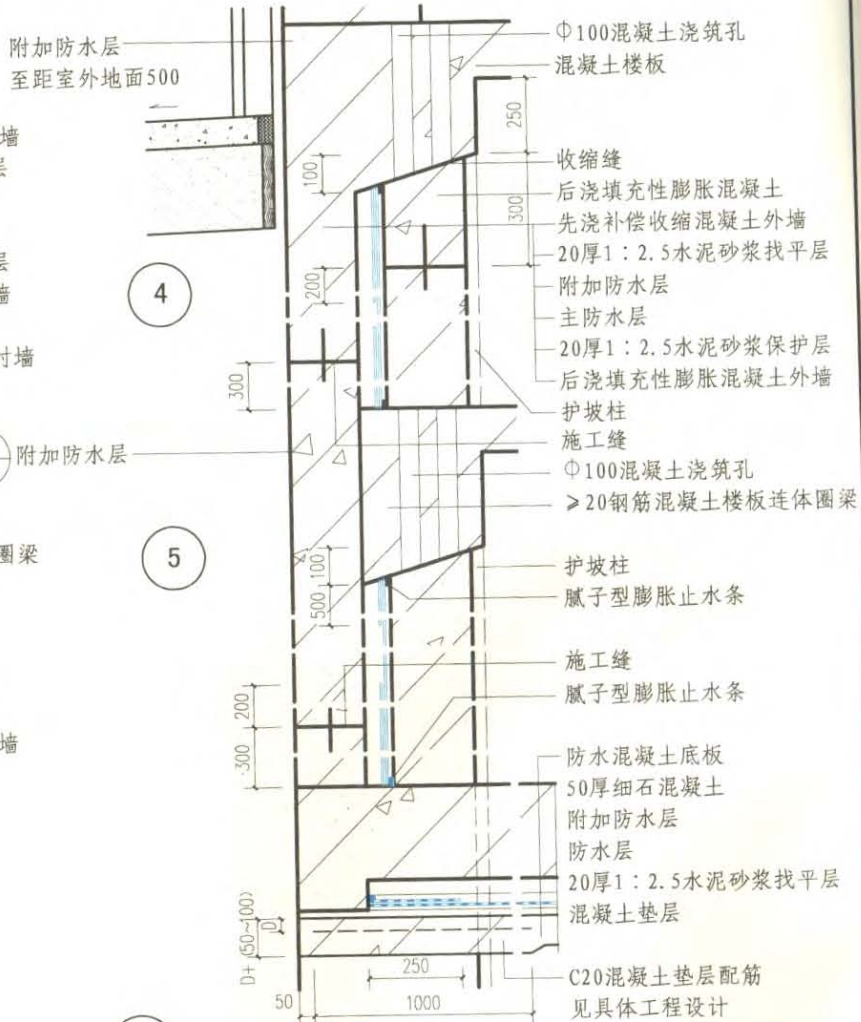 附加防水层
至距室外地面500
墙
层
层
墙
衬墙
附加防水层
圈梁
墙
4
5
Φ100混凝土浇筑孔
混凝土楼板
250
收缩缝
100
后浇填充性膨胀混凝土
300
先浇补偿收缩混凝土外墙
20厚1：2.5水泥砂浆找平层
200
附加防水层
主防水层
20厚1：2.5水泥砂浆保护层
300
后浇填充性膨胀混凝土外墙
护坡柱
施工缝
Φ100混凝土浇筑孔
≥20钢筋混凝土楼板连体圈梁
100
护坡柱
500
腻子型膨胀止水条
施工缝
200
腻子型膨胀止水条
300
防水混凝土底板
50厚细石混凝土
附加防水层
防水层
20厚1：2.5水泥砂浆找平层
混凝土垫层
D+(50~100)
D
250
C20混凝土垫层配筋
50
1000
见具体工程设计